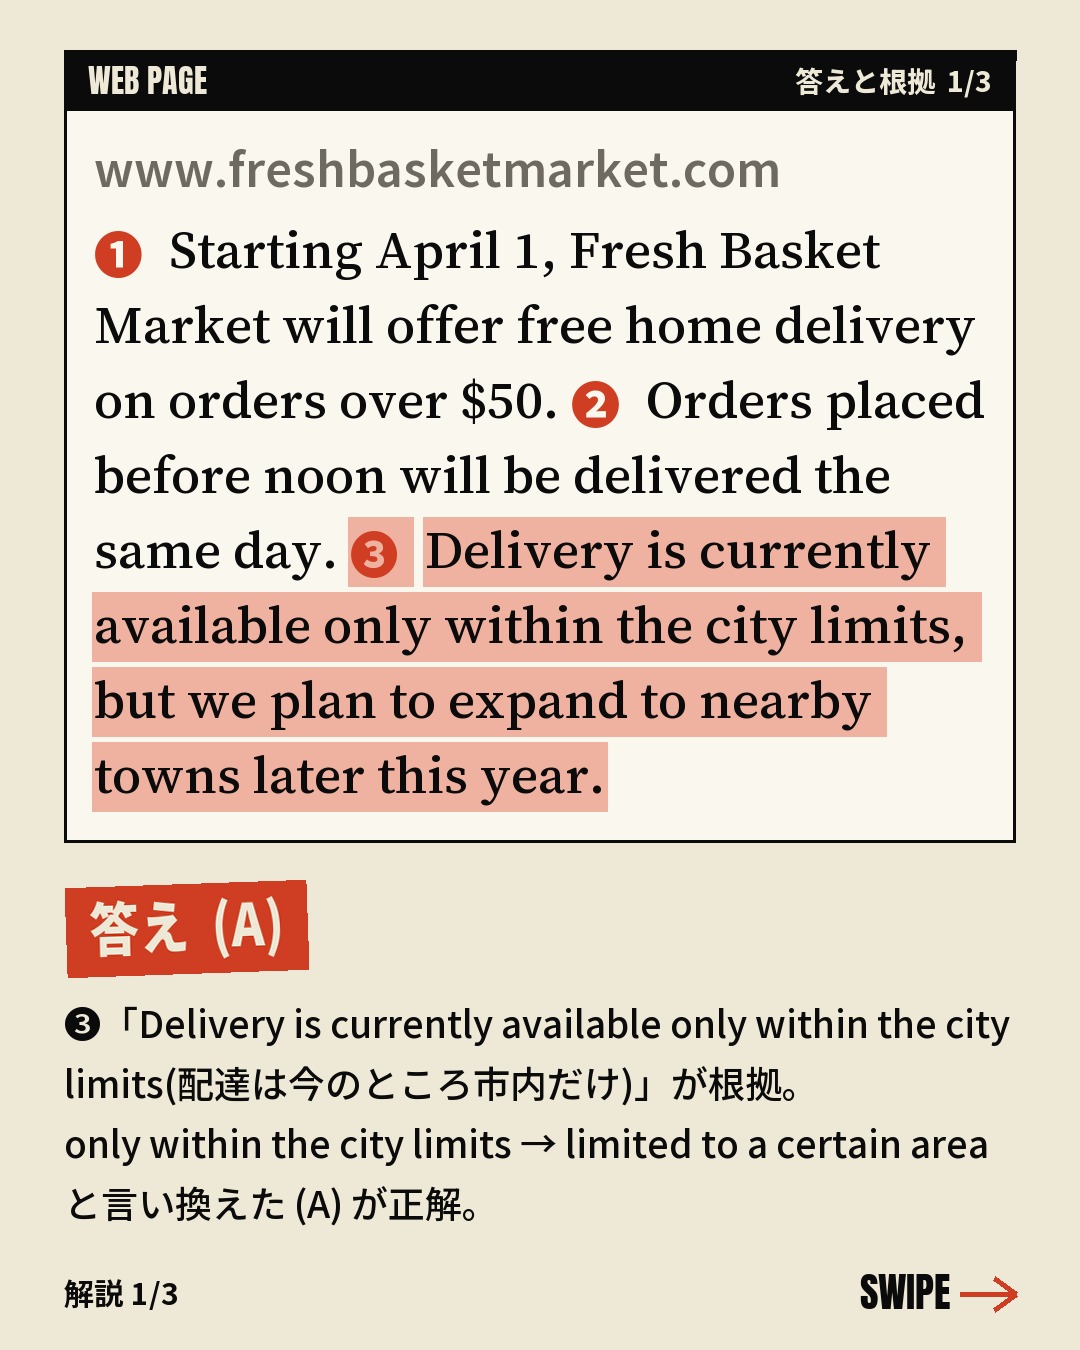 WEB PAGE
答えと根拠 1/3
www.freshbasketmarket.com
❶ Starting April 1, Fresh Basket
Market will offer free home delivery
on orders over $50. ❷ Orders placed
before noon will be delivered the
same day. ❸ Delivery is currently
available only within the city limits,
but we plan to expand to nearby
towns later this year.
答え (A)
❸「Delivery is currently available only within the city
limits(配達は今のところ市内だけ)」が根拠。
only within the city limits → limited to a certain area
と言い換えた (A) が正解。
解説 1/3
SWIPE →